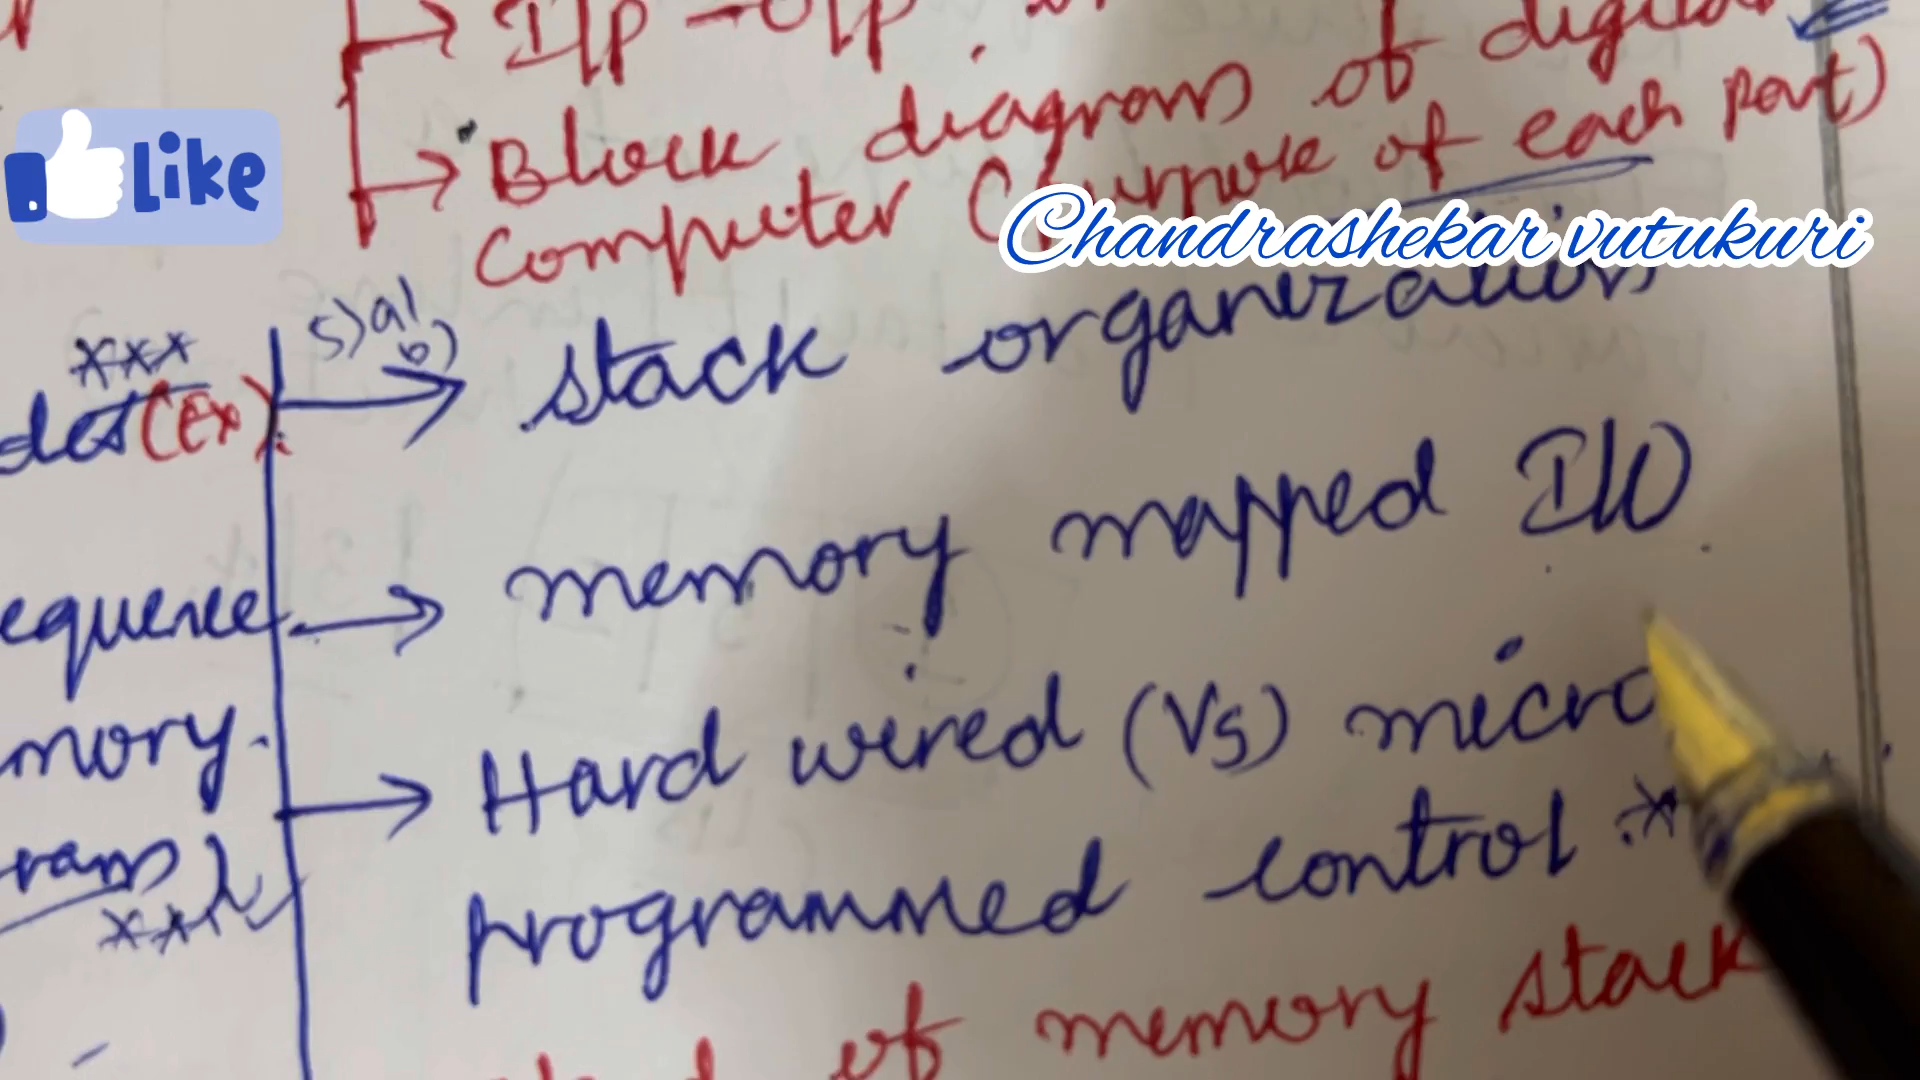 → I/p - O/p
→ Block diagram of digital
Computer (purpose of each part)
Like
Chandrashekar vutukuri
*** 5) a)
b)
des (Ex) → stack organization
equence. → memory mapped I/O.
mory.
→ Hard wired (Vs) micro
ram)
***
programmed control **
of memory stack